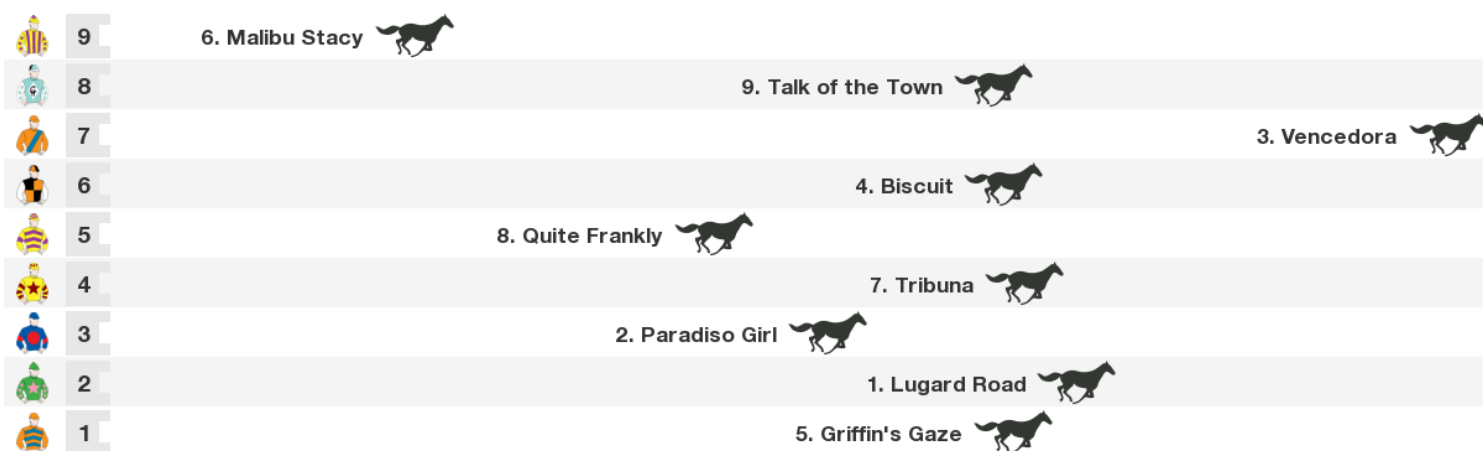 9 6. Malibu Stacy
8 9. Talk of the Town
7 3. Vencedora
6 4. Biscuit
5 8. Quite Frankly
4 7. Tribuna
3 2. Paradiso Girl
2 1. Lugard Road
1 5. Griffin's Gaze